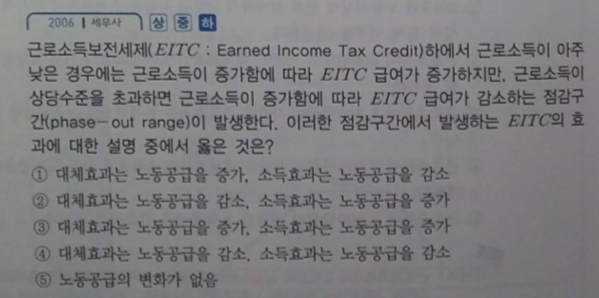 2006 | 세무사 상 중 하
근로소득보전세제(EITC : Earned Income Tax Credit)하에서 근로소득이 아주
낮은 경우에는 근로소득이 증가함에 따라 EITC 급여가 증가하지만, 근로소득이
상당수준을 초과하면 근로소득이 증가함에 따라 EITC 급여가 감소하는 점감구
간(phase-out range)이 발생한다. 이러한 점감구간에서 발생하는 EITC의 효
과에 대한 설명 중에서 옳은 것은?
① 대체효과는 노동공급을 증가, 소득효과는 노동공급을 감소
② 대체효과는 노동공급을 감소, 소득효과는 노동공급을 증가
③ 대체효과는 노동공급을 증가, 소득효과는 노동공급을 증가
④ 대체효과는 노동공급을 감소, 소득효과는 노동공급을 감소
⑤ 노동공급의 변화가 없음